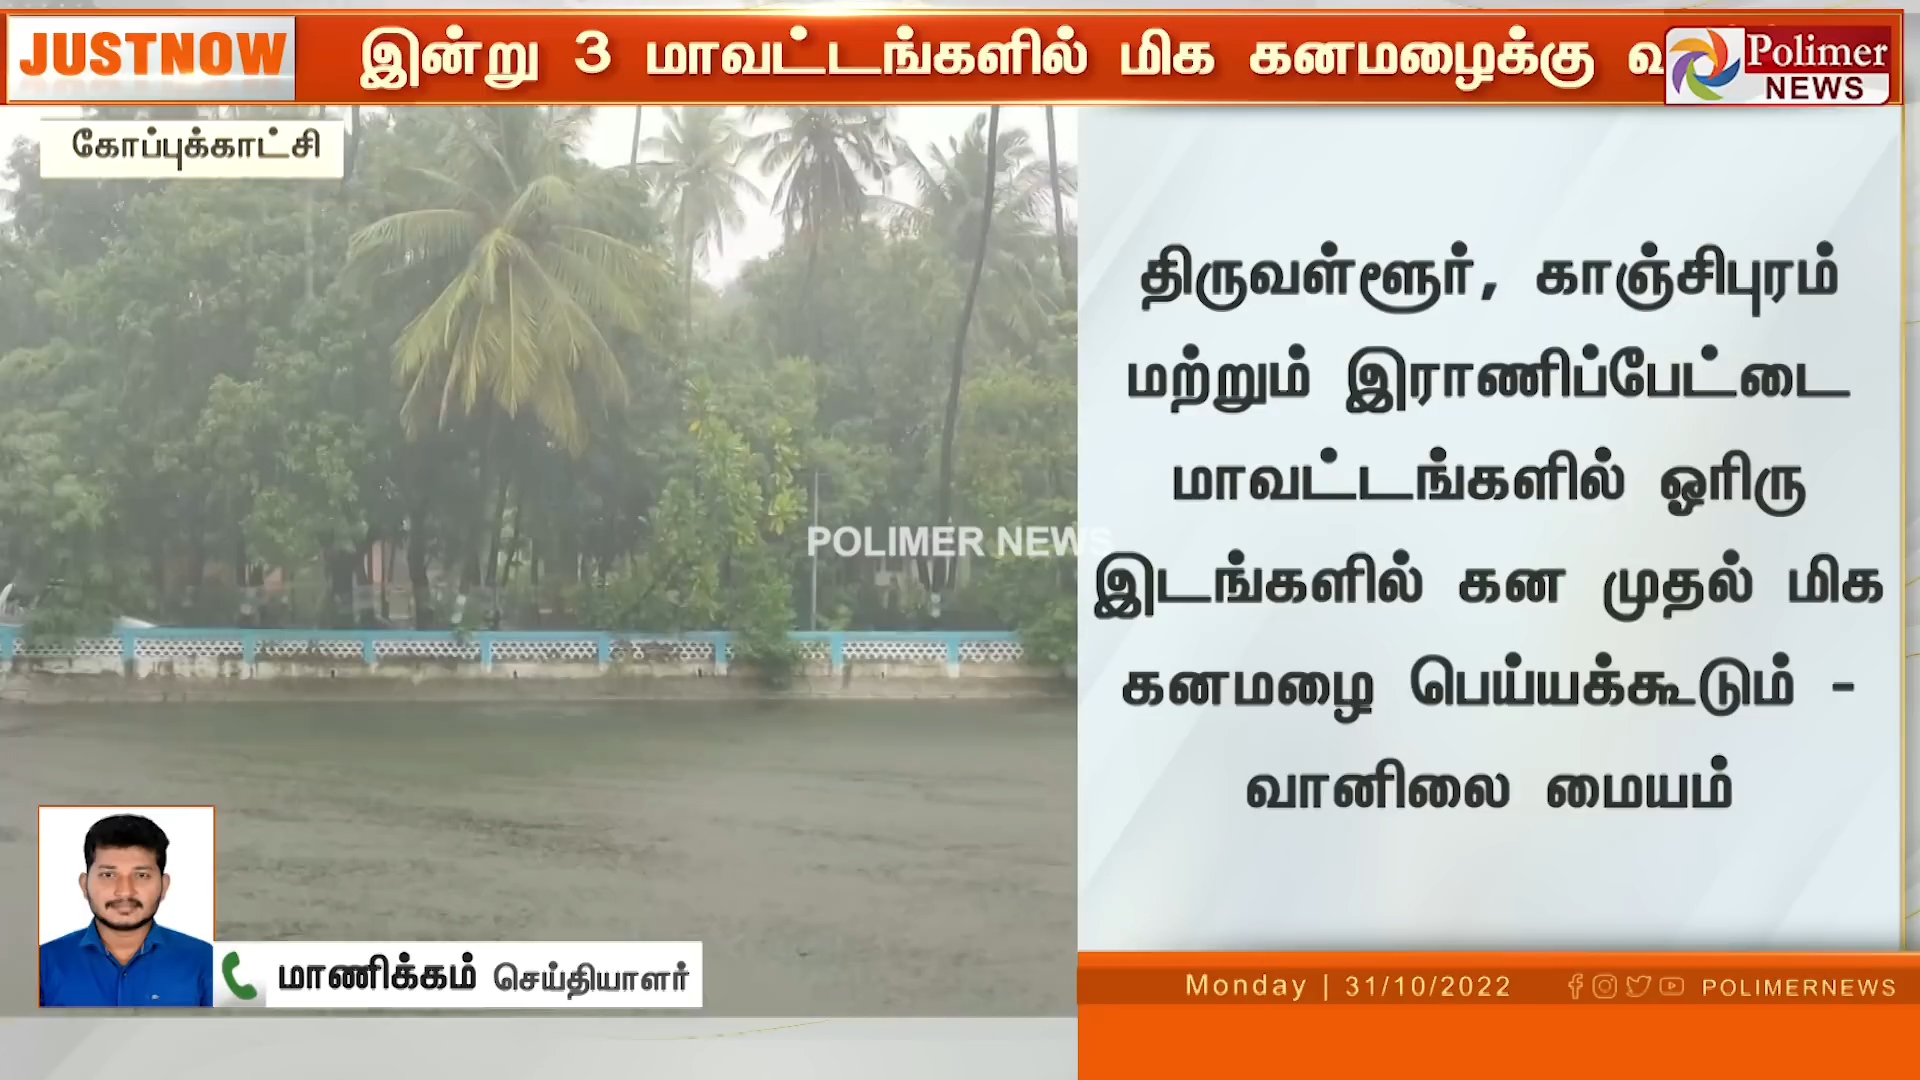 JUSTNOW
இன்று 3 மாவட்டங்களில் மிக கனமழைக்கு
Polimer
NEWS
கோப்புக்காட்சி
திருவள்ளூர், காஞ்சிபுரம்
மற்றும் இராணிப்பேட்டை
மாவட்டங்களில் ஓரிரு
இடங்களில் கன முதல் மிக
கனமழை பெய்யக்கூடும் -
வானிலை மையம்
POLIMER NEWS
மாணிக்கம் செய்தியாளர்
Monday | 31/10/2022
POLIMERNEWS